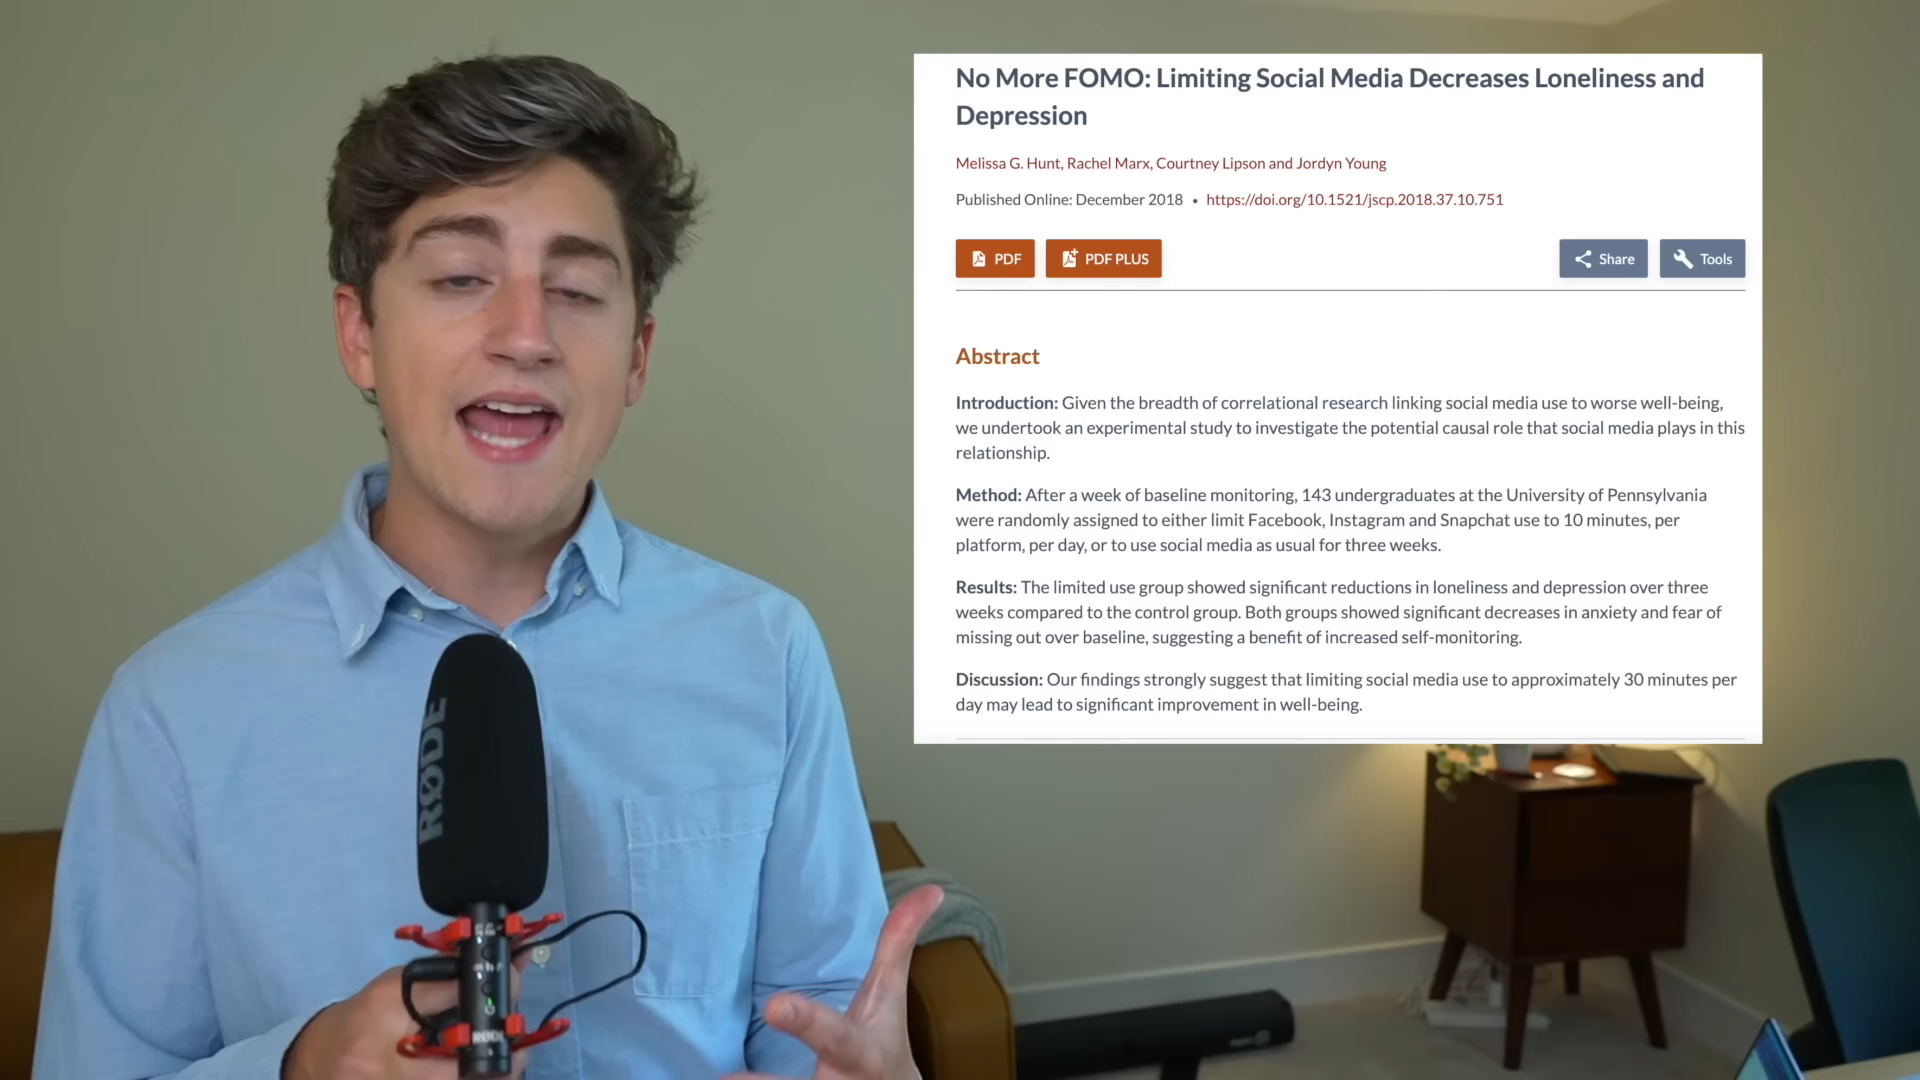 No More FOMO: Limiting Social Media Decreases Loneliness and
Depression
Melissa G. Hunt, Rachel Marx, Courtney Lipson and Jordyn Young
Published Online: December 2018 • https://doi.org/10.1521/jscp.2018.37.10.751
PDF
PDF PLUS
Share
Tools
Abstract
Introduction: Given the breadth of correlational research linking social media use to worse well-being,
we undertook an experimental study to investigate the potential causal role that social media plays in this
relationship.
Method: After a week of baseline monitoring, 143 undergraduates at the University of Pennsylvania
were randomly assigned to either limit Facebook, Instagram and Snapchat use to 10 minutes, per
platform, per day, or to use social media as usual for three weeks.
Results: The limited use group showed significant reductions in loneliness and depression over three
weeks compared to the control group. Both groups showed significant decreases in anxiety and fear of
missing out over baseline, suggesting a benefit of increased self-monitoring.
Discussion: Our findings strongly suggest that limiting social media use to approximately 30 minutes per
day may lead to significant improvement in well-being.
RØDE
RØDE